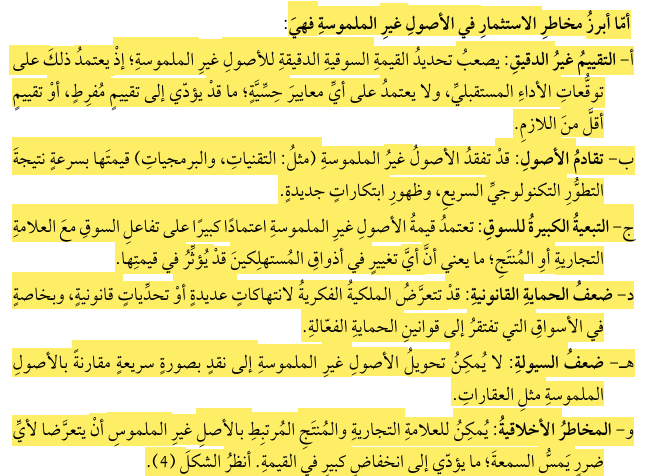 أمّا أبرزُ مخاطرِ الاستثمارِ في الأصولِ غيرِ الملموسةِ فهيَ:
أ- التقييمُ غيرُ الدقيقِ: يصعبُ تحديدُ القيمةِ السوقيةِ الدقيقةِ للأصولِ غيرِ الملموسةِ؛ إذْ يعتمدُ ذلكَ على
توقُّعاتِ الأداءِ المستقبليِّ، ولا يعتمدُ على أيِّ معاييرَ حِسِّيَّةٍ؛ ما قدْ يؤدّي إلى تقييمٍ مُفرِطٍ، أوْ تقييمٍ
أقلَّ منَ اللازمِ.
ب- تقادُمُ الأصولِ: قدْ تفقدُ الأصولُ غيرُ الملموسةِ (مثلُ: التقنياتِ، والبرمجياتِ) قيمتَها بسرعةٍ نتيجةَ
التطوُّرِ التكنولوجيِّ السريعِ، وظهورِ ابتكاراتٍ جديدةٍ.
ج- التبعيةُ الكبيرةُ للسوقِ: تعتمدُ قيمةُ الأصولِ غيرِ الملموسةِ اعتمادًا كبيرًا على تفاعلِ السوقِ معَ العلامةِ
التجاريةِ أوِ المُنتَجِ؛ ما يعني أنَّ أيَّ تغييرٍ في أذواقِ المُستهلِكينَ قدْ يُؤثِّرُ في قيمتِها.
د- ضعفُ الحمايةِ القانونيةِ: قدْ تتعرَّضُ الملكيةُ الفكريةُ لانتهاكاتٍ عديدةٍ أوْ تحدِّياتٍ قانونيةٍ، وبخاصةٍ
في الأسواقِ التي تفتقرُ إلى قوانينِ الحمايةِ الفعّالةِ.
هـ- ضعفُ السيولةِ: لا يُمكِنُ تحويلُ الأصولِ غيرِ الملموسةِ إلى نقدٍ بصورةٍ سريعةٍ مقارنةً بالأصولِ
الملموسةِ مثلِ العقاراتِ.
و- المخاطرُ الأخلاقيةُ: يُمكِنُ للعلامةِ التجاريةِ والمُنتَجِ المُرتبِطِ بالأصلِ غيرِ الملموسِ أنْ يتعرَّضا لأيِّ
ضررٍ يَمسُّ السمعةَ؛ ما يؤدّي إلى انخفاضٍ كبيرٍ في القيمةِ. أنظرُ الشكلَ (4).